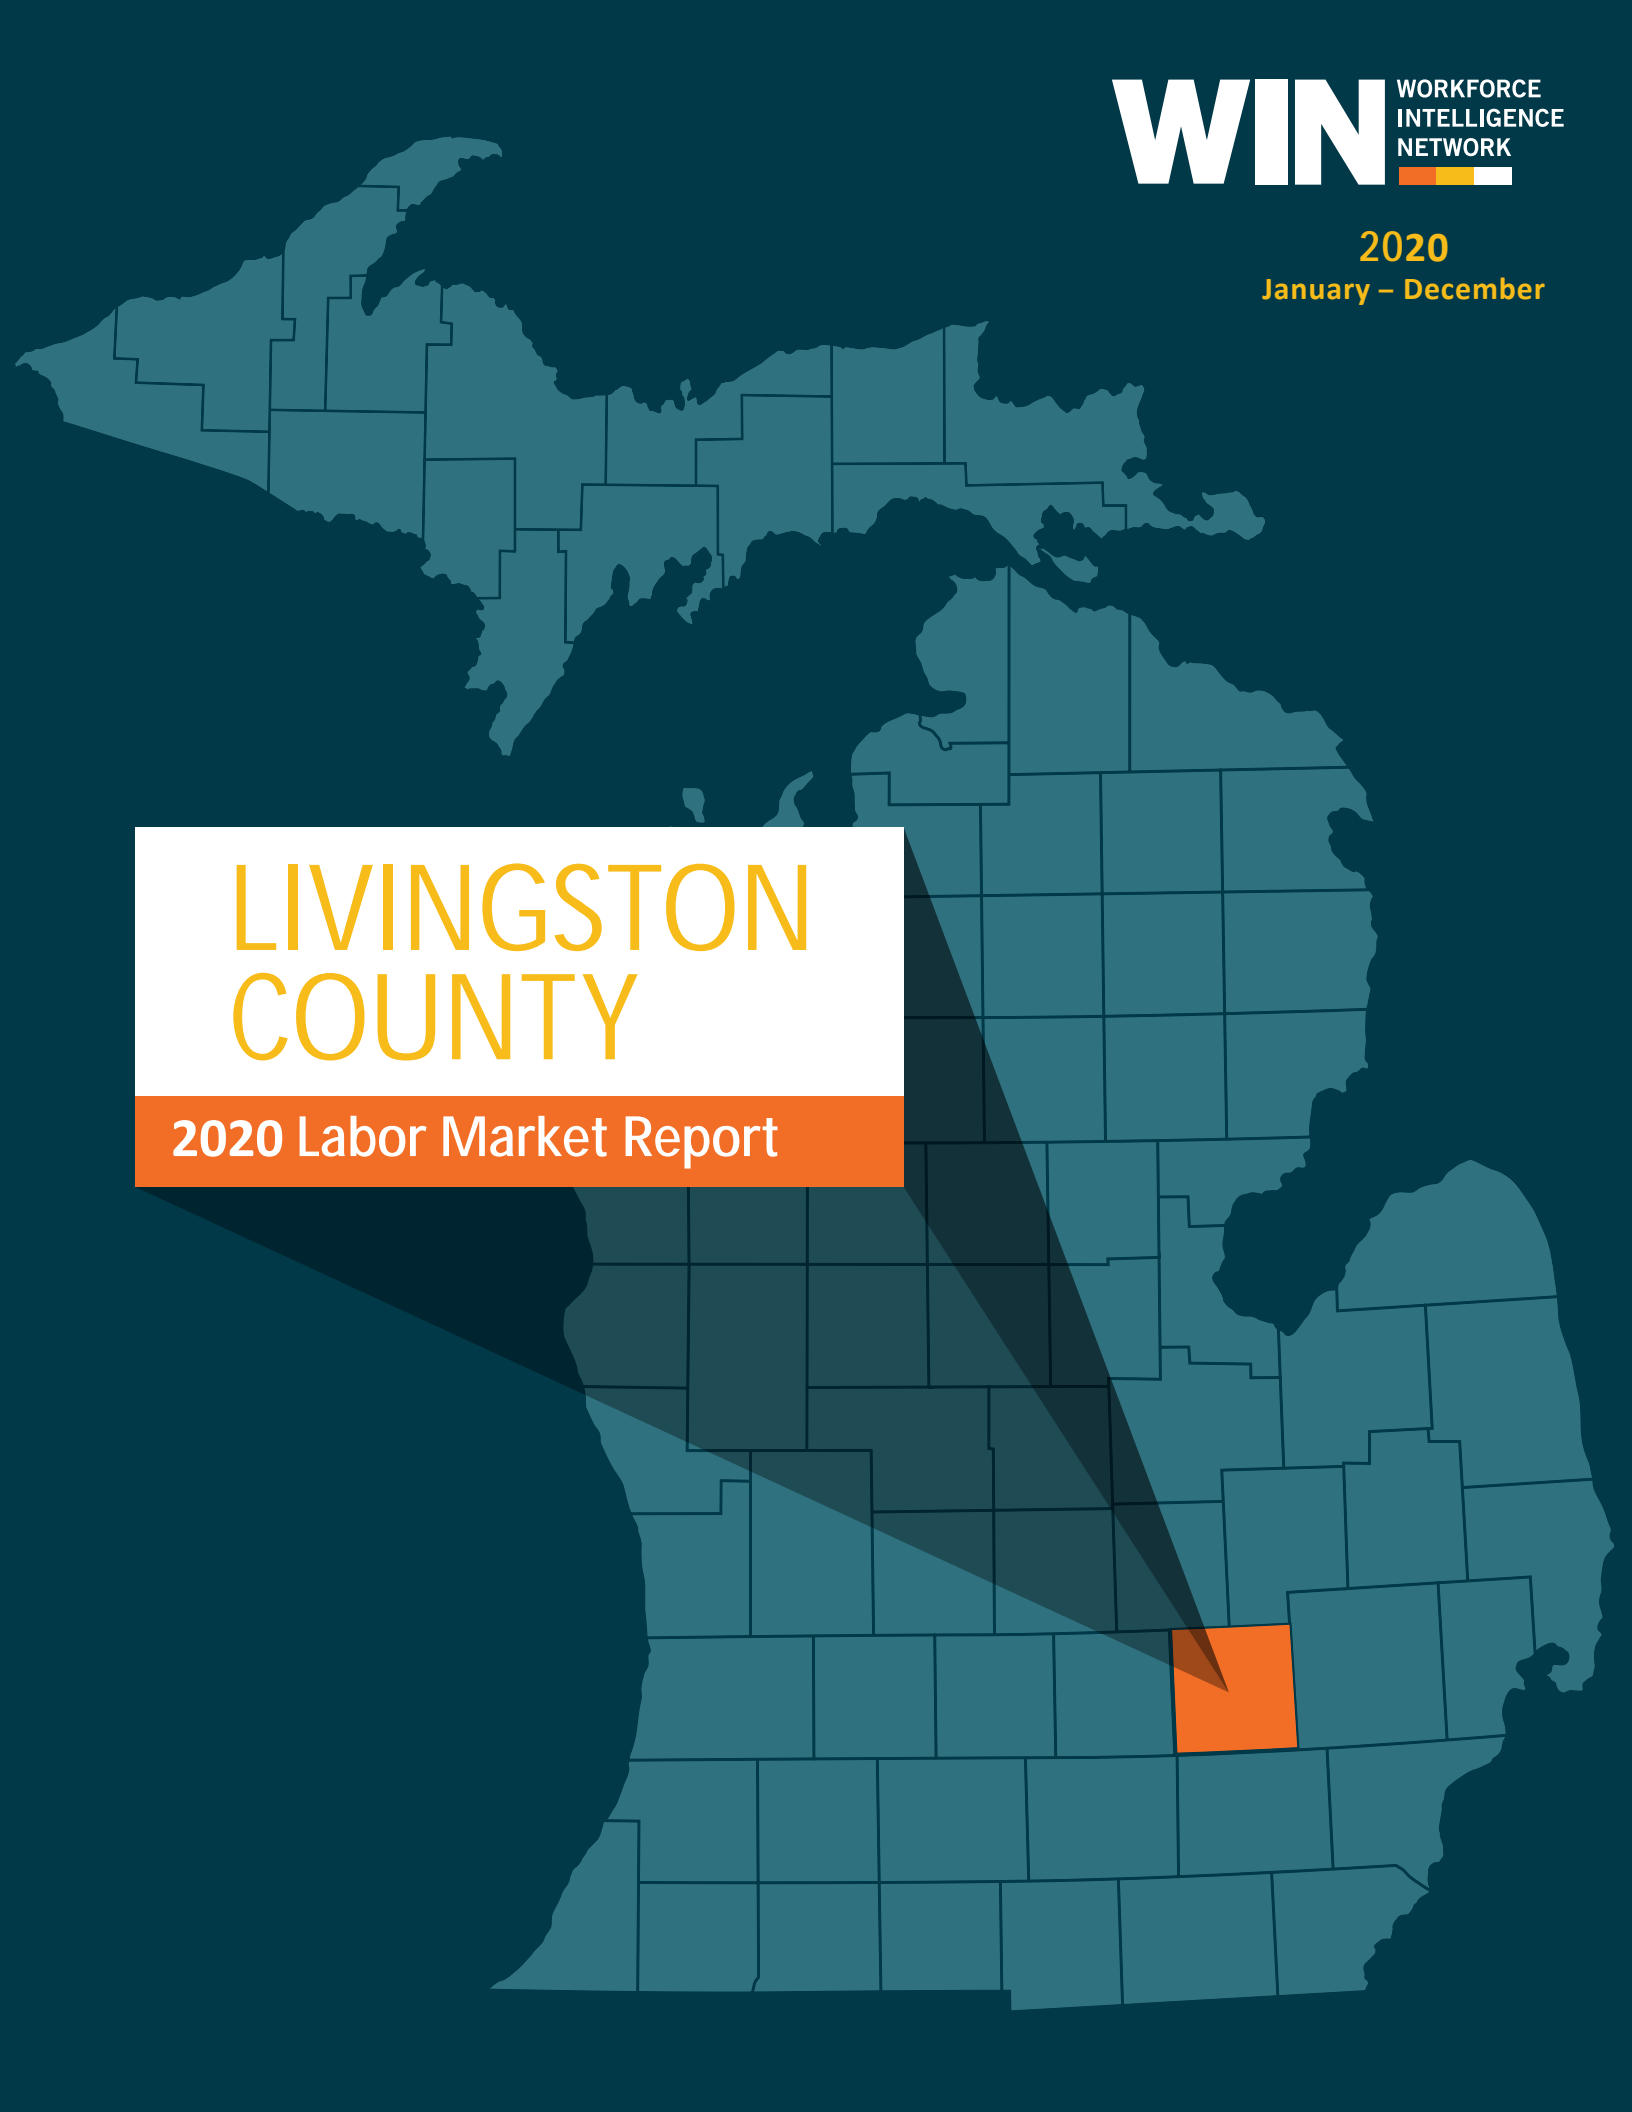 WIN
WORKFORCE
INTELLIGENCE
NETWORK
2020
January – December
LIVINGSTON
COUNTY
2020 Labor Market Report